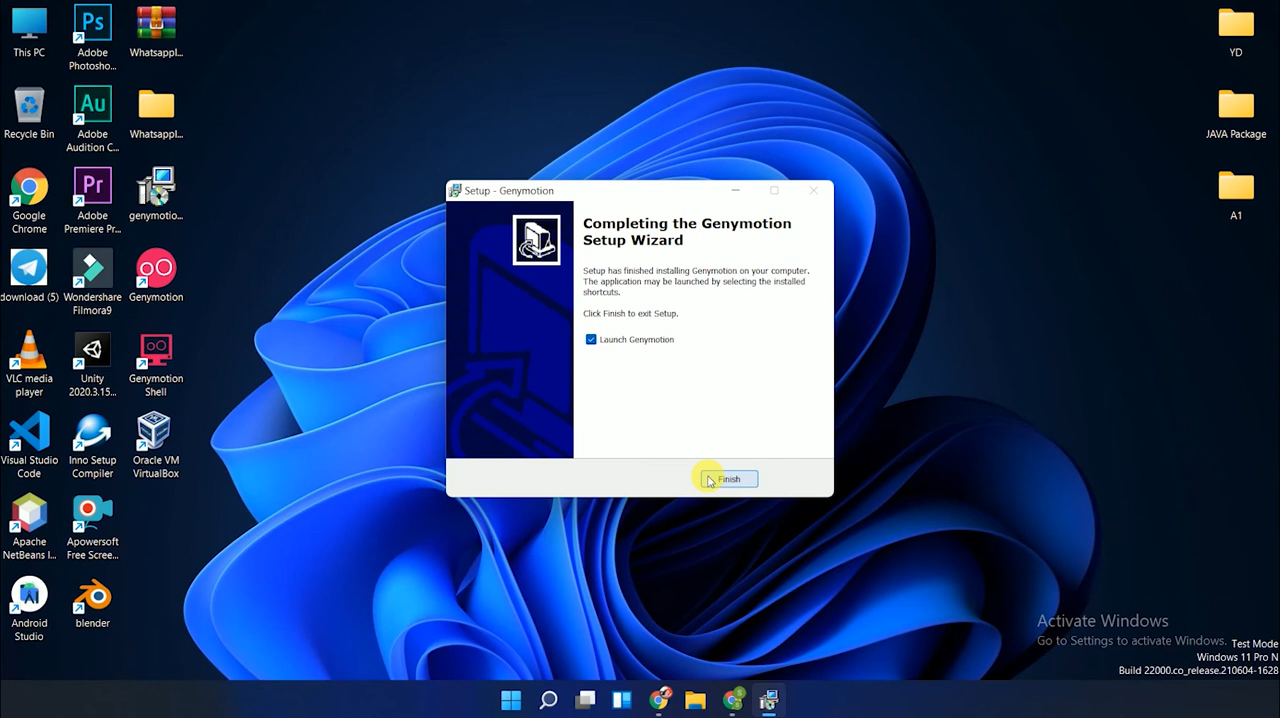 This PC
Adobe
Photosho...
Whatsappl...
Recycle Bin
Adobe
Audition C...
Whatsappl...
Google
Chrome
Adobe
Premiere Pr...
genymotio...
download (5)
Wondershare
Filmora9
Genymotion
VLC media
player
Unity
2020.3.15...
Genymotion
Shell
Visual Studio
Code
Inno Setup
Compiler
Oracle VM
VirtualBox
Apache
NetBeans I...
Apowersoft
Free Scree...
Android
Studio
blender
Ps
Au
Pr
Setup - Genymotion
Completing the Genymotion
Setup Wizard
Setup has finished installing Genymotion on your computer.
The application may be launched by selecting the installed
shortcuts.
Click Finish to exit Setup.
Launch Genymotion
Finish
YD
JAVA Package
A1
Activate Windows
Go to Settings to activate Windows.
Test Mode
Windows 11 Pro N
Build 22000.co_release.210604-1628